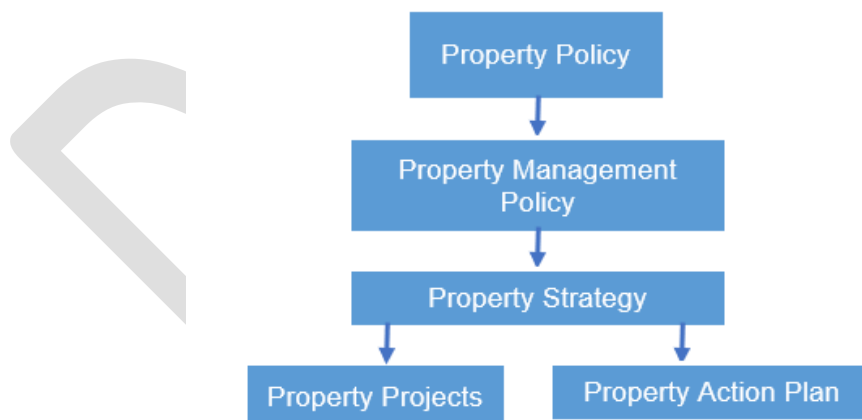 Property Policy
Property Management
Policy
Property Strategy
Property Projects
Property Action Plan